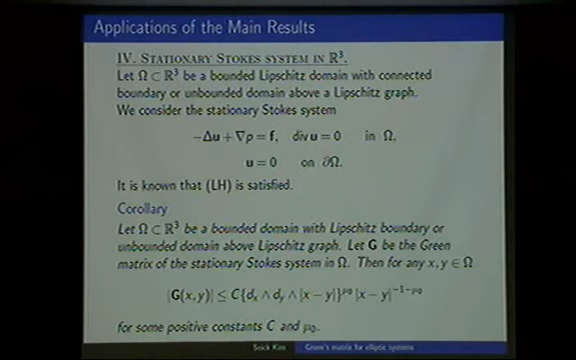 Applications of the Main Results
IV. Stationary Stokes system in ℝ³.
Let Ω ⊂ ℝ³ be a bounded Lipschitz domain with connected
boundary or unbounded domain above a Lipschitz graph.
We consider the stationary Stokes system
−Δu + ∇p = f, div u = 0 in Ω,
u = 0 on ∂Ω.
It is known that (LH) is satisfied.
Corollary
Let Ω ⊂ ℝ³ be a bounded domain with Lipschitz boundary or
unbounded domain above Lipschitz graph. Let G be the Green
matrix of the stationary Stokes system in Ω. Then for any x, y ∈ Ω
|G(x, y)| ≤ C{dₓ ∧ d_y ∧ |x − y|}^{μ₀} |x − y|^{−1−μ₀}
for some positive constants C and μ₀.
Seick Kim Green's matrix for elliptic systems